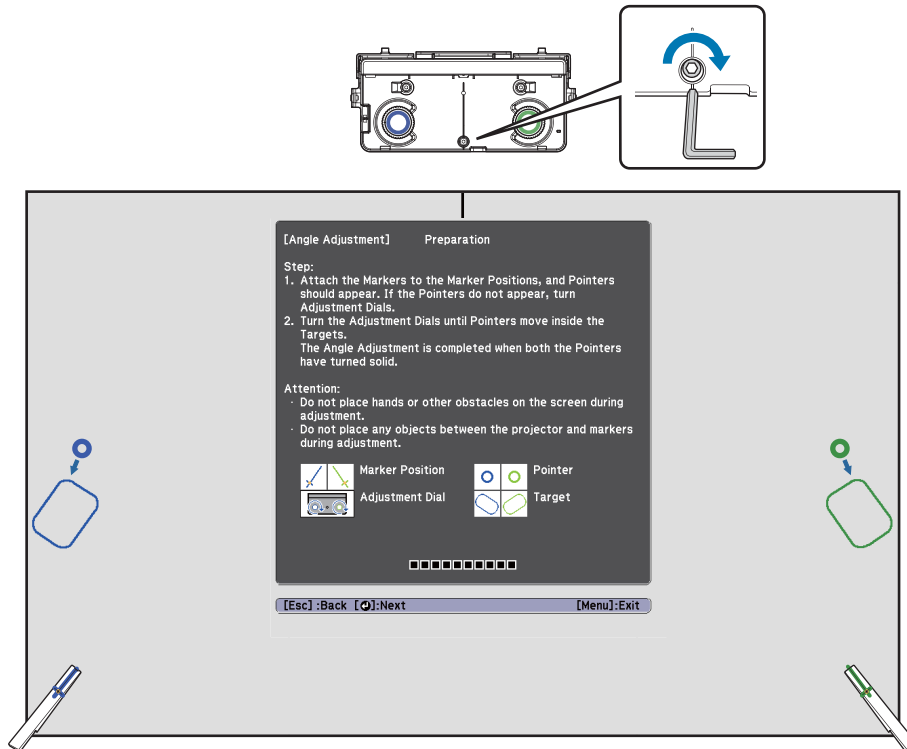 [Angle Adjustment] Preparation
Step:
1. Attach the Markers to the Marker Positions, and Pointers
should appear. If the Pointers do not appear, turn
Adjustment Dials.
2. Turn the Adjustment Dials until Pointers move inside the
Targets.
The Angle Adjustment is completed when both the Pointers
have turned solid.
Attention:
· Do not place hands or other obstacles on the screen during
adjustment.
· Do not place any objects between the projector and markers
during adjustment.
Marker Position Pointer
Adjustment Dial Target
[Esc] :Back [⏎]:Next [Menu]:Exit